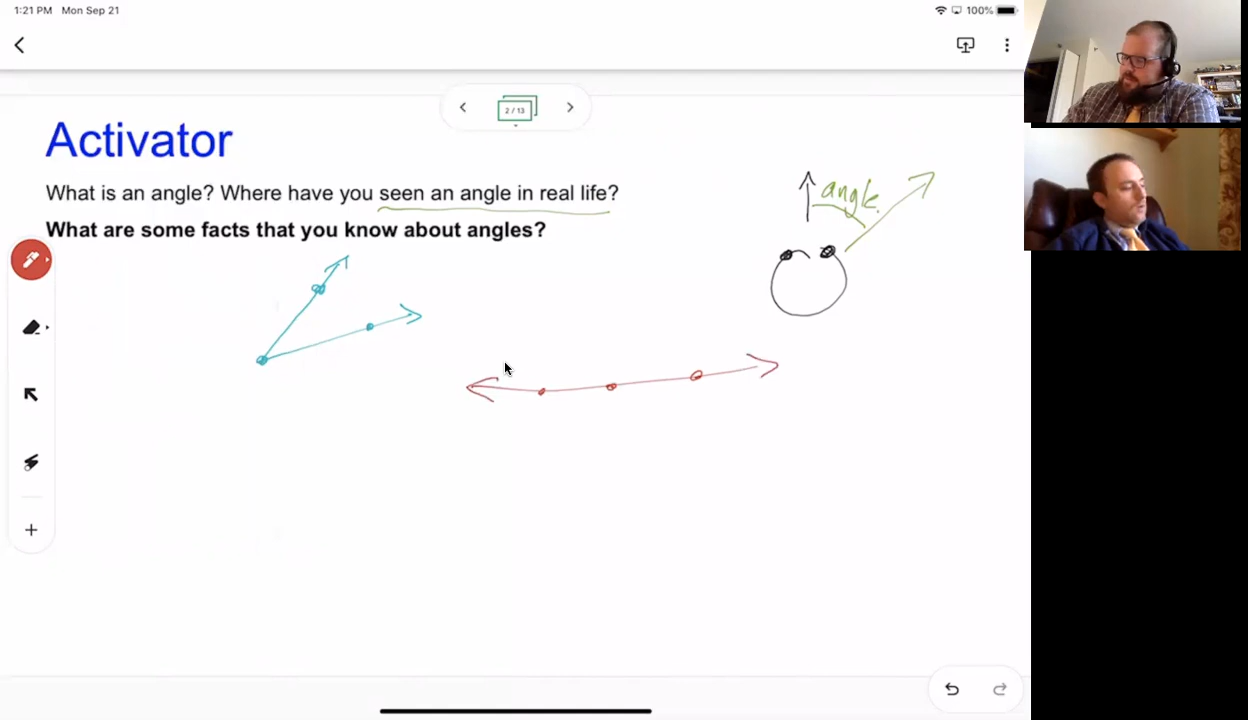 1:21 PM Mon Sep 21
100%
2 / 13
Activator
What is an angle? Where have you seen an angle in real life?
What are some facts that you know about angles?
angle.